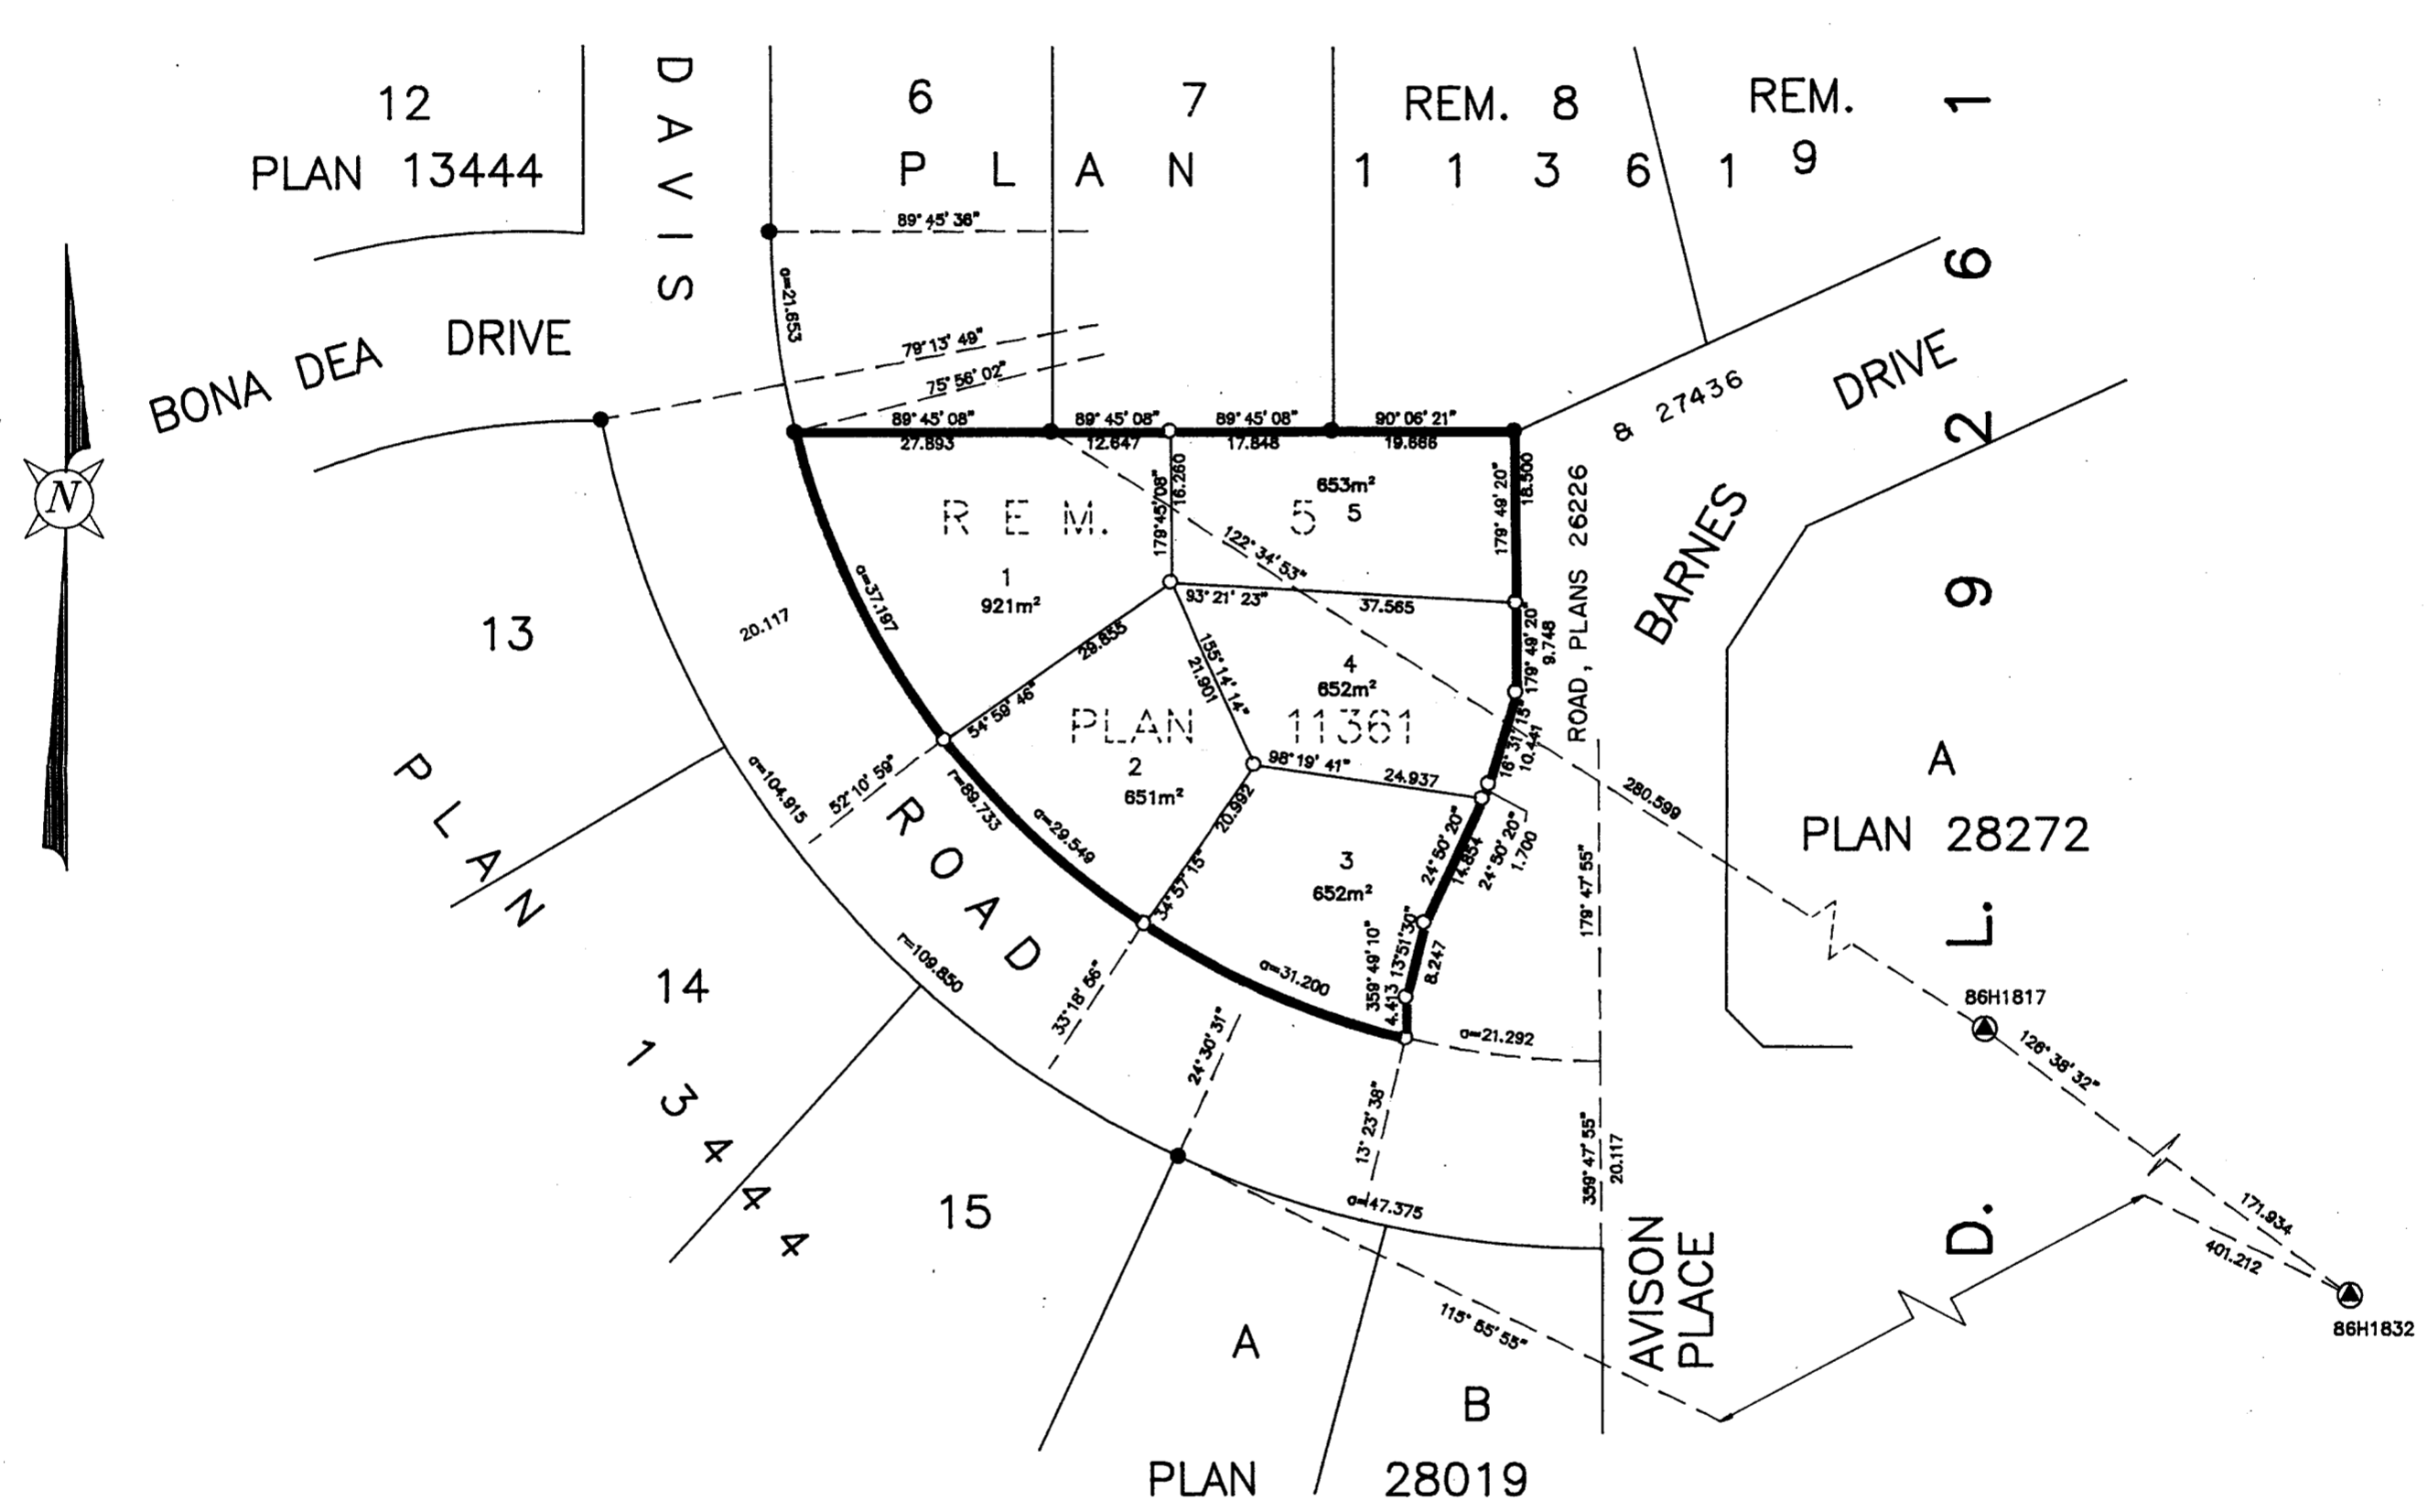 12
PLAN 13444
DAVIS
6
7
REM. 8
REM.
9
PLAN 11361
D. L. 9261
89°45'36"
a=21.653
BONA DEA DRIVE
79°13'49"
75°56'02"
89°45'08"
27.893
89°45'08"
12.647
89°45'08"
17.848
90°06'21"
19.666
& 27436
BARNES DRIVE
ROAD, PLANS 26226
N
REM. 5
PLAN 11361
179°45'08"
16.260
653m²
5
179°49'20"
18.500
122°34'53"
1
921m²
a=37.197
20.117
13
93°21'23"
37.565
29.855
54°59'46"
155°14'14"
21.901
179°49'20"
9.748
4
652m²
16°31'15"
10.441
2
651m²
98°19'41"
24.937
20.992
34°57'15"
52°10'59"
r=89.733
a=29.549
a=104.915
ROAD
24°50'20"
14.854
24°50'20"
1.700
3
652m²
280.599
A
PLAN 28272
179°47'55"
PLAN 13444
r=109.850
14
33°18'56"
a=31.200
359°49'10"
4.413
13°51'30"
8.247
a=21.292
24°30'31"
13°23'38"
86H1817
126°38'32"
359°47'55"
20.117
15
a=47.375
171.934
401.212
86H1832
115°55'55"
AVISON
PLACE
A
B
PLAN 28019